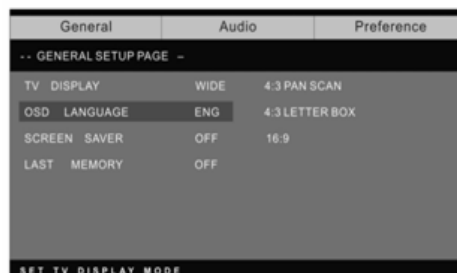 General Audio Preference
-- GENERAL SETUP PAGE –
TV DISPLAY WIDE 4:3 PAN SCAN
OSD LANGUAGE ENG 4:3 LETTER BOX
SCREEN SAVER OFF 16:9
LAST MEMORY OFF
SET TV DISPLAY MODE